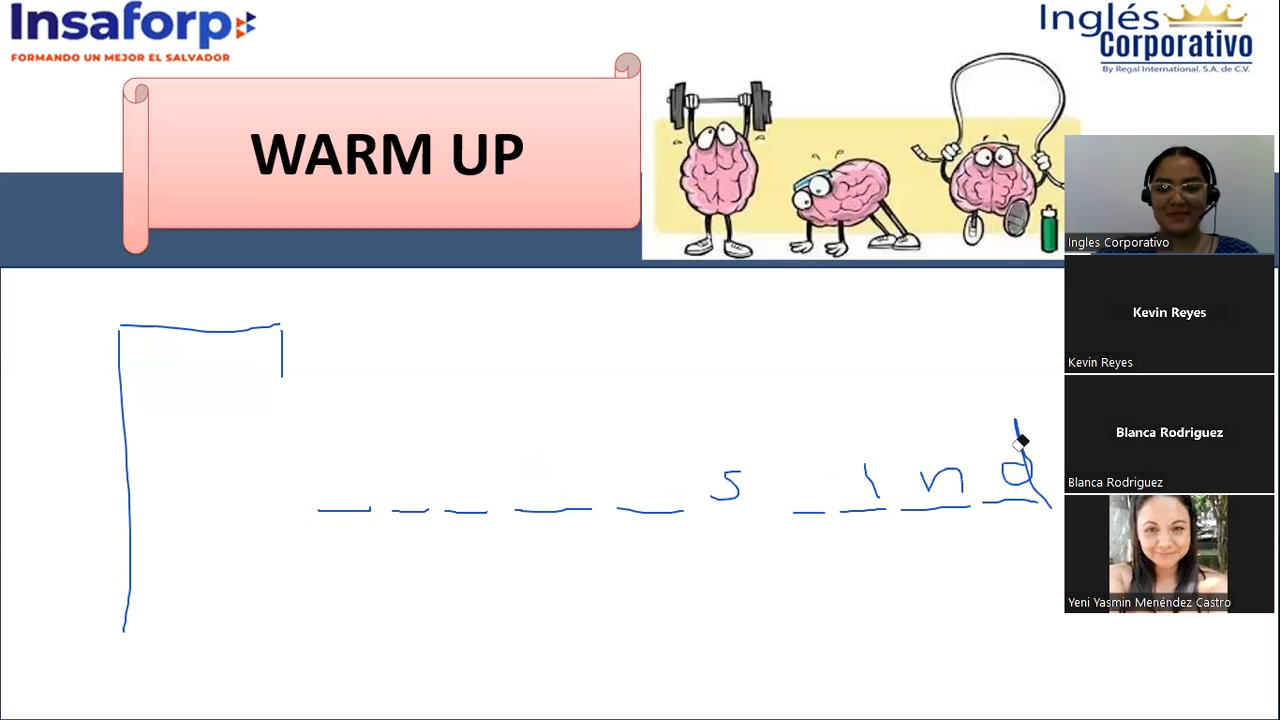 Insaforp
FORMANDO UN MEJOR EL SALVADOR
Inglés
Corporativo
By Regal International, S.A. de C.V.
WARM UP
Ingles Corporativo
Kevin Reyes
Kevin Reyes
Blanca Rodriguez
Blanca Rodriguez
Yeni Yasmin Menéndez Castro
_ _ _ _ _ s _ i n d